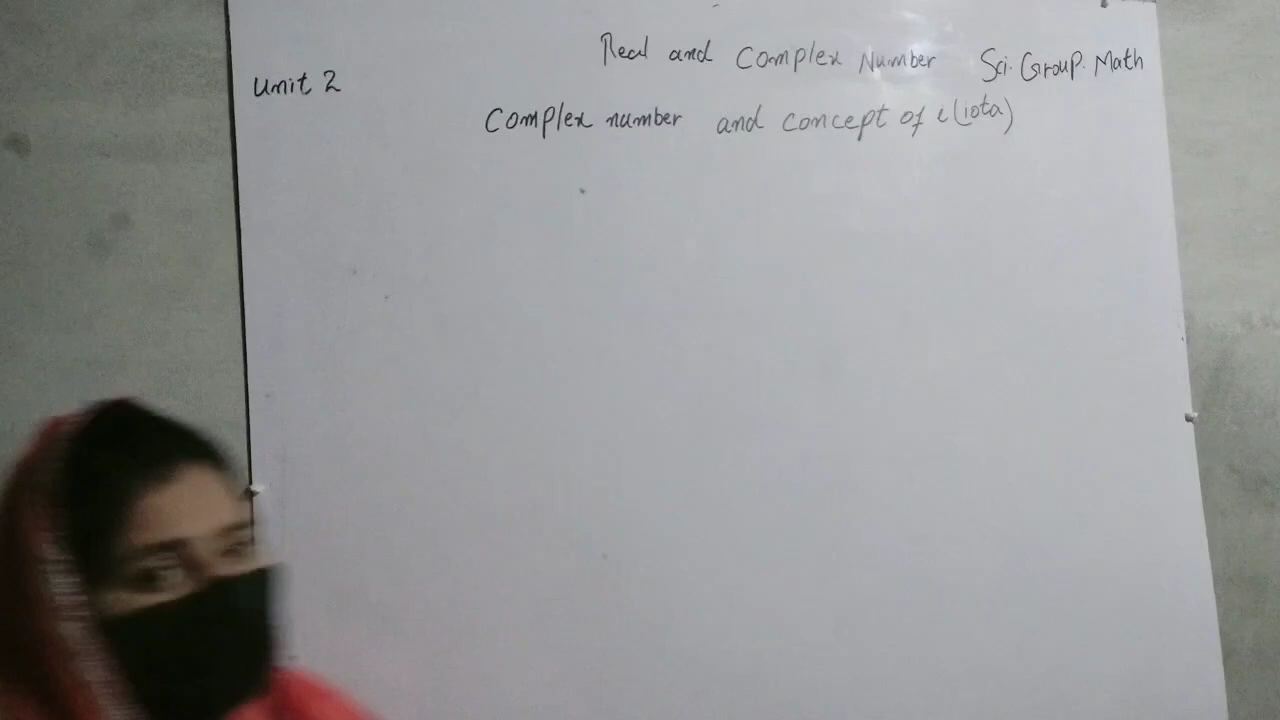 Real and Complex Number Sci. Group. Math
Unit 2
Complex number and concept of i (iota)